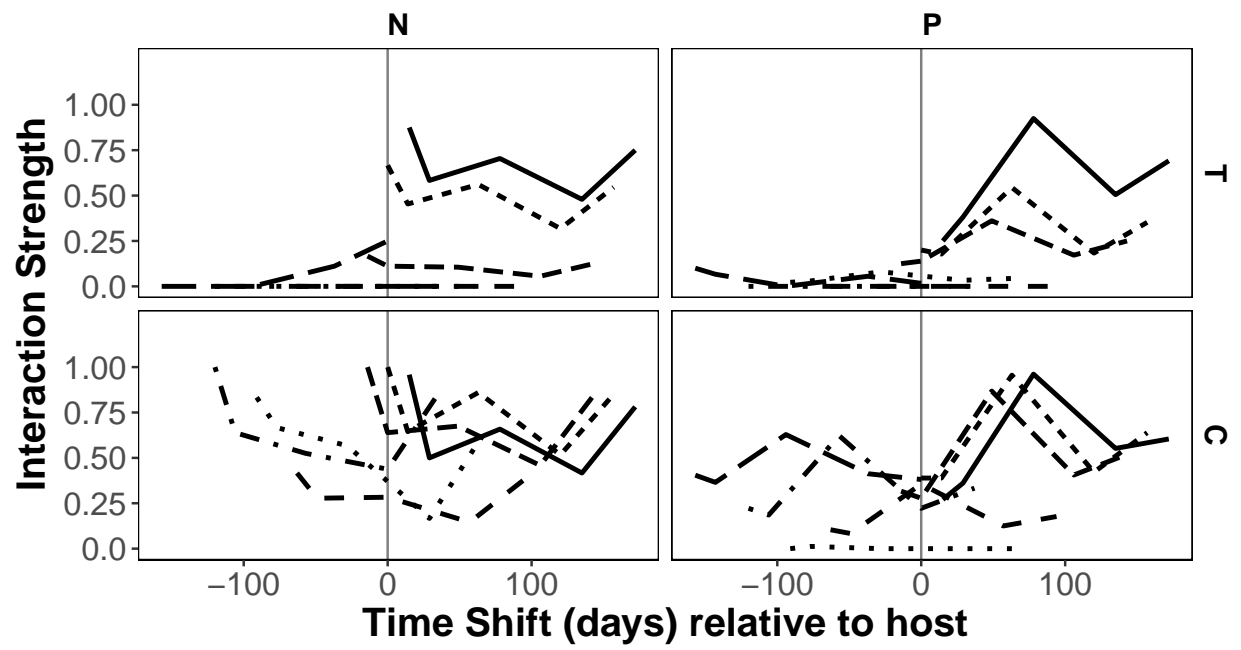 N P
Interaction Strength
1.00
0.75
0.50
0.25
0.0
T
1.00
0.75
0.50
0.25
0.0
C
−100 0 100 −100 0 100
Time Shift (days) relative to host